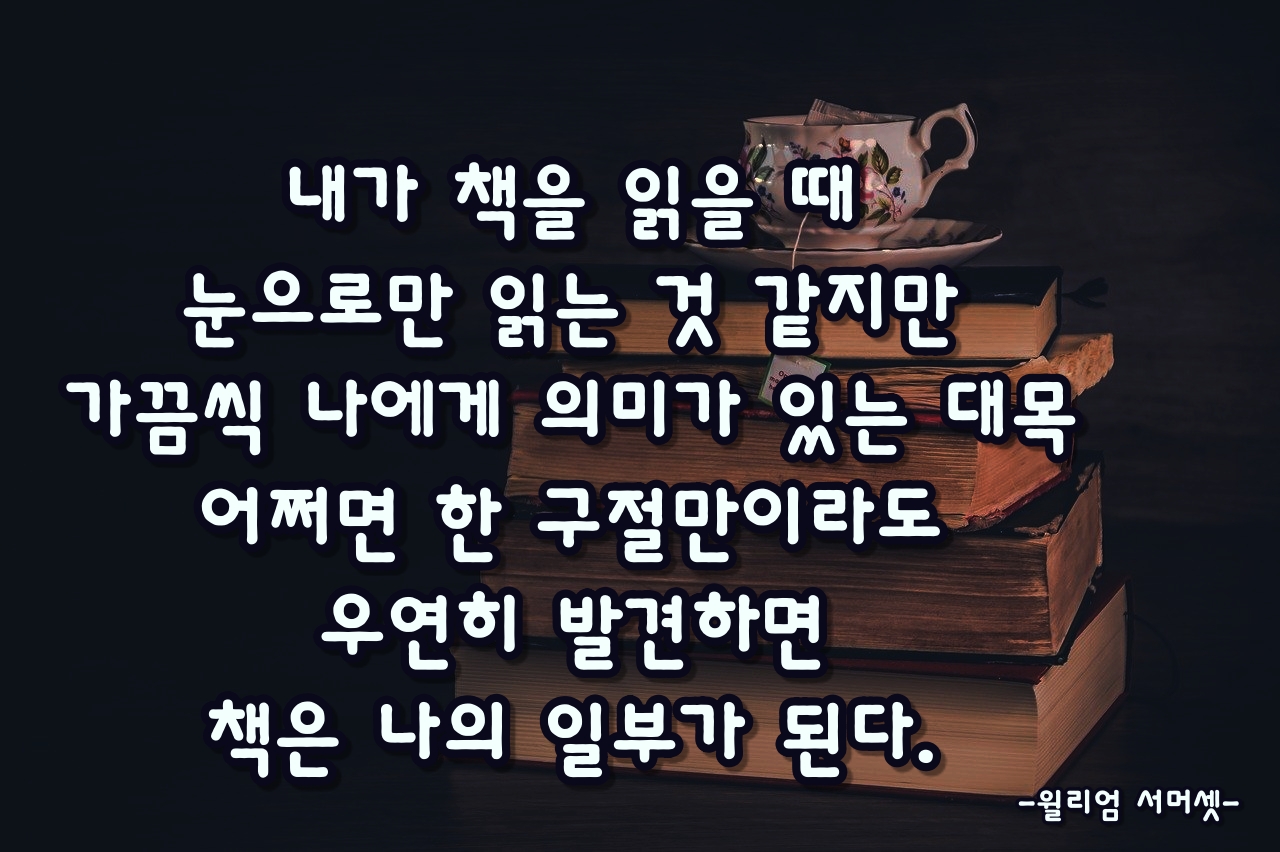 내가 책을 읽을 때
눈으로만 읽는 것 같지만
가끔씩 나에게 의미가 있는 대목
어쩌면 한 구절만이라도
우연히 발견하면
책은 나의 일부가 된다.
-윌리엄 서머셋-